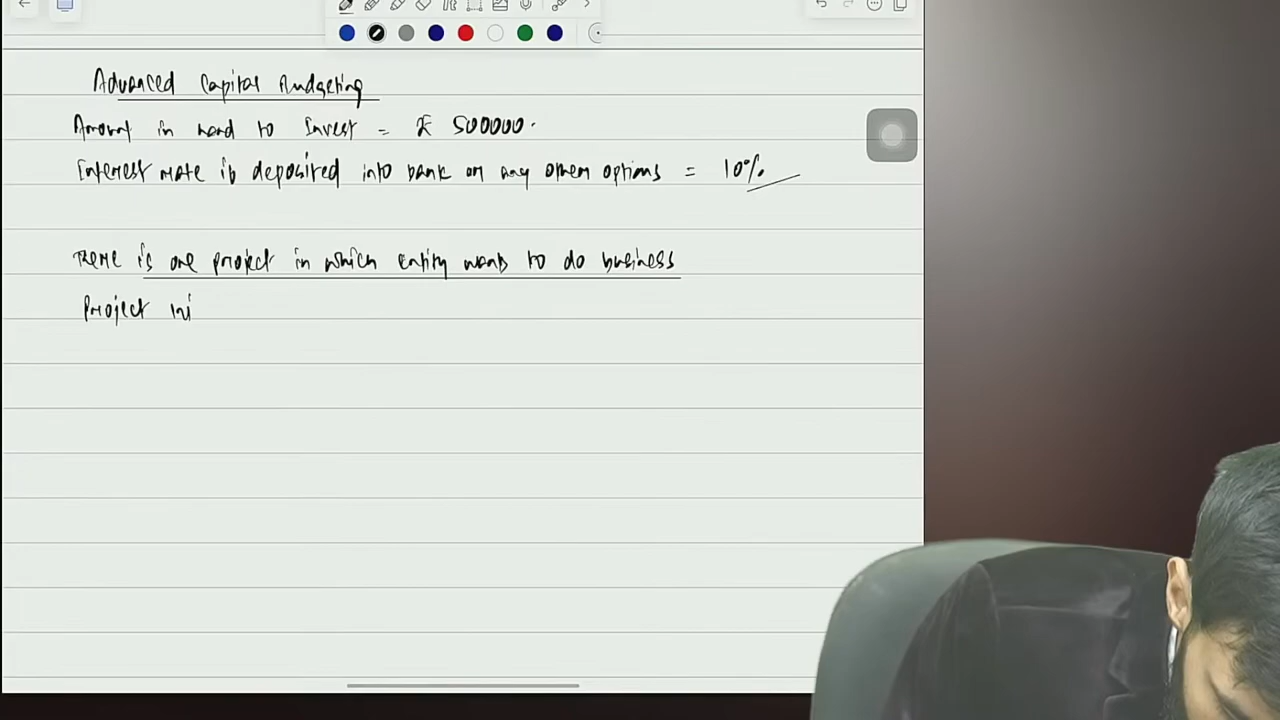 Advanced Capital Budgeting
Amount in hand to Invest = ₹ 500000.
Interest rate if deposited into bank or any other options = 10%
There is one project in which entity wants to do business
Project ini